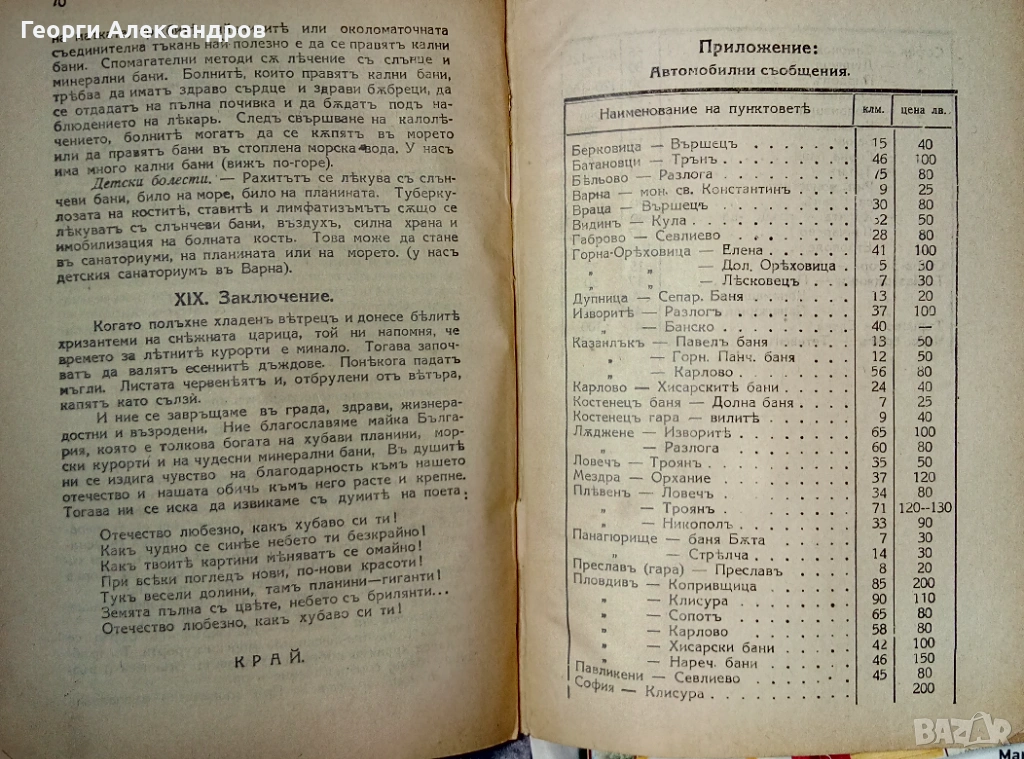 Георги Александров
70
ставитѣ или околоматочната
съединителна тъкань най-полезно е да се правятъ кални
бани. Спомагателни методи сѫ лѣчение съ слънце и
минерални бани. Болнитѣ, които правятъ кални бани,
трѣбва да иматъ здраво сърдце и здрави бѫбреци, да
се отдадатъ на пълна почивка и да бѫдатъ подъ на-
блюдението на лѣкарь. Следъ свършване на калолѣ-
чението, болнитѣ могатъ да се кѫпятъ въ морето
или да правятъ бани въ стоплена морска вода. У насъ
има много кални бани (вижъ по-горе).
Детски болести. — Рахитътъ се лѣкува съ слън-
чеви бани, било на море, било на планината. Туберку-
лозата на коститѣ, ставитѣ и лимфатизъмътъ сѫщо се
лѣкуватъ съ слънчеви бани, въздухъ, силна храна и
имобилизация на болната кость. Това може да стане
въ санаториуми, на планината или на морето. (у насъ
детския санаториумъ въ Варна).
XIX. Заключение.
Когато полъхне хладенъ вѣтрецъ и донесе бѣлитѣ
хризантеми на снѣжната царица, той ни напомня, че
времето за лѣтнитѣ курорти е минало. Тогава започ-
ватъ да валятъ есеннитѣ дъждове. Понѣкога падатъ
мъгли. Листата червенѣятъ и, отбрулени отъ вѣтъра,
капятъ като сълзи.
И ние се завръщаме въ града, здрави, жизнера-
достни и възродени. Ние благославяме майка Бълга-
рия, която е толкова богата на хубави планини, мор-
ски курорти и на чудесни минерални бани. Въ душитѣ
ни се издига чувство на благодарность къмъ нашето
отечество и нашата обичь къмъ него расте и крепне.
Тогава ни се иска да извикаме съ думитѣ на поета:
Отечество любезно, какъ хубаво си ти!
Какъ чудно се синѣе небето ти безкрайно!
Какъ твоитѣ картини мѣняватъ се омайно!
При всѣки погледъ нови, по-нови красоти!
Тукъ весели долини, тамъ планини—гиганти!
Земята пълна съ цвѣте, небето съ брилянти...
Отечество любезно, какъ хубаво си ти!
КРАЙ.
Приложение:
Автомобилни съобщения.
Наименование на пунктоветѣ клм. цена лв.
Берковица — Вършецъ 15 40
Батановци — Трънъ 46 100
Бѣльово — Разлога 75 80
Варна — мон. св. Константинъ 9 25
Враца — Вършецъ 30 80
Видинъ — Кула 50
Габрово — Севлиево 28 80
Горна-Орѣховица — Елена 41 100
„ „ — Дол. Орѣховица 5 30
„ „ — Лѣсковецъ 7 30
Дупница — Сепар. Баня 13 20
Изворитѣ — Разлогъ 37 100
„ — Банско 40 —
Казанлъкъ — Павелъ баня 13 50
„ — Горн. Панч. баня 12 50
„ — Карлово 56 80
Карлово — Хисарскитѣ бани 24 40
Костенецъ баня — Долна баня 7 25
Костенецъ гара — вилитѣ 9 40
Лѫджене — Изворитѣ 65 100
„ — Разлога 60 80
Ловечъ — Троянъ 35 50
Мездра — Орхание 37 120
Плѣвенъ — Ловечъ 34 80
„ — Троянъ 71 120—130
„ — Никополъ 33 90
Панагюрище — баня Бѫта 7 30
„ — Стрѣлча 14 30
Преславъ (гара) — Преславъ 8 20
Пловдивъ — Копривщица 85 200
„ — Клисура 90 110
„ — Сопотъ 65 80
„ — Карлово 58 80
„ — Хисарски бани 42 100
„ — Нареч. бани 46 150
Павликени — Севлиево 45 80
София — Клисура 200
BAZAR